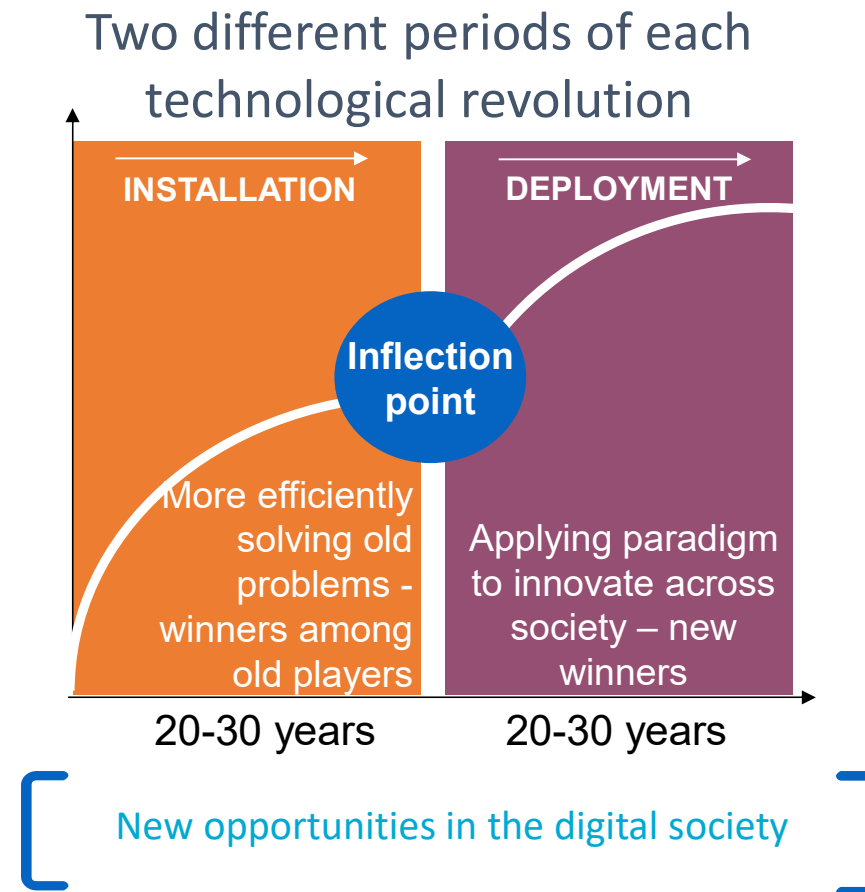 Two different periods of each
technological revolution
INSTALLATION
DEPLOYMENT
Inflection
point
More efficiently
solving old
problems -
winners among
old players
Applying paradigm
to innovate across
society – new
winners
20-30 years
20-30 years
New opportunities in the digital society